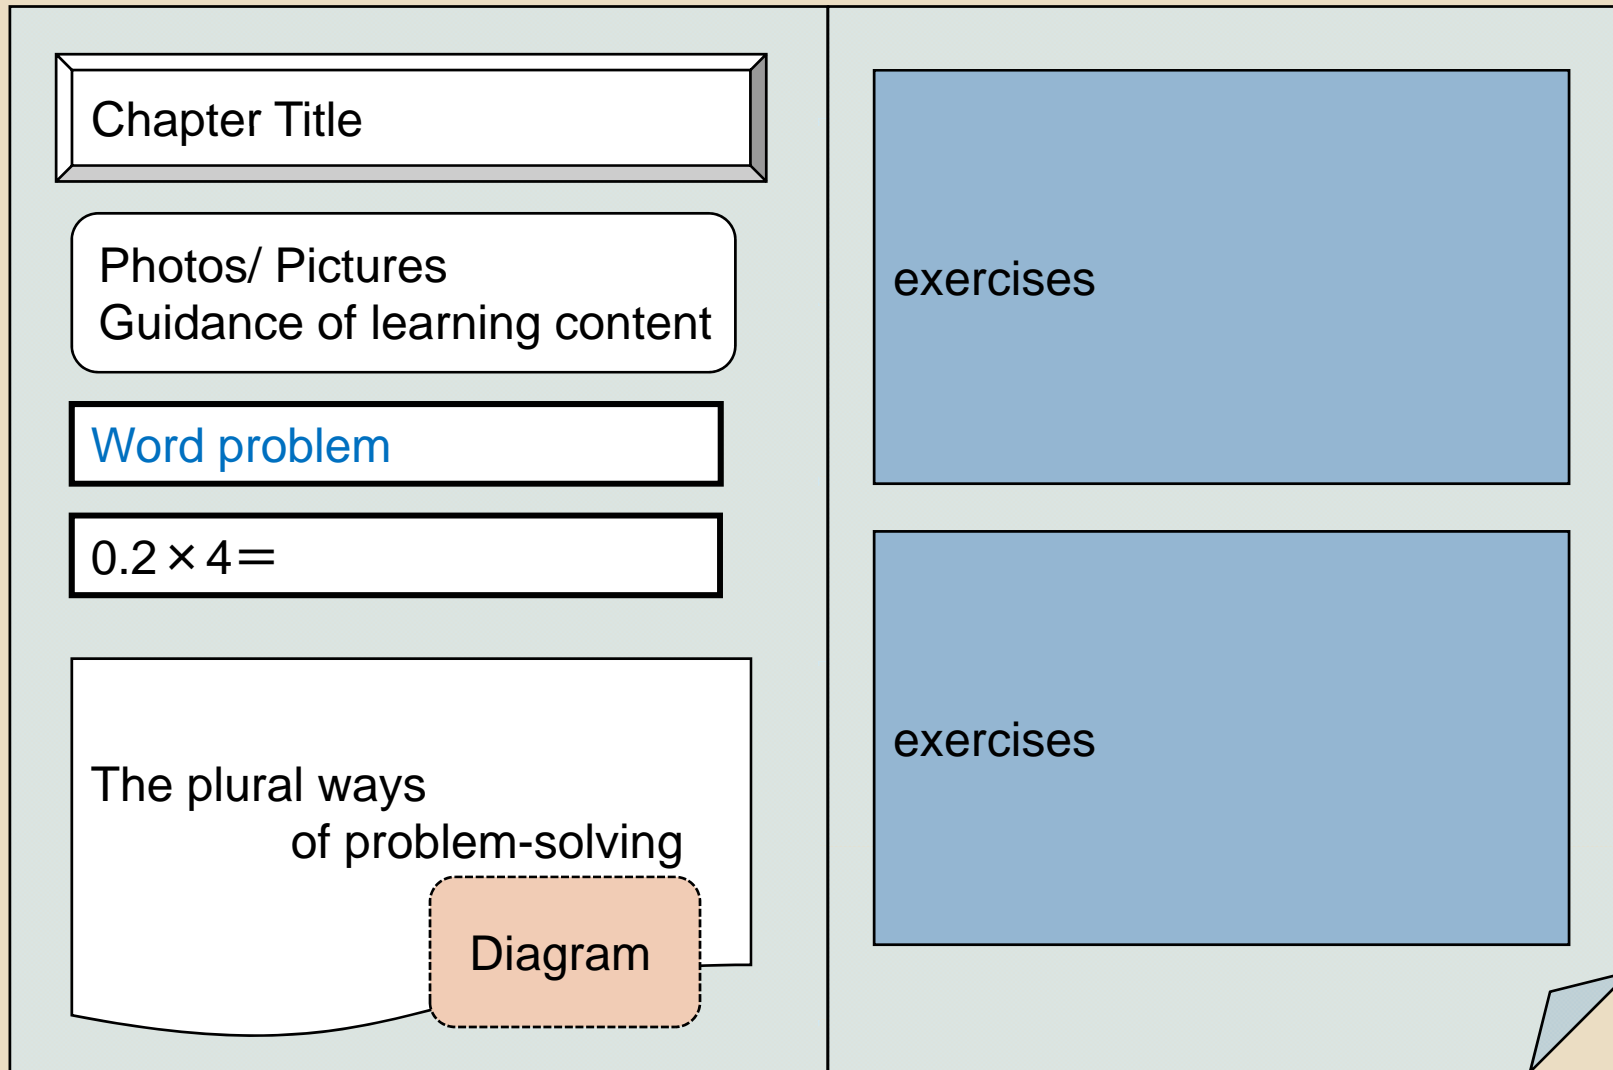 Chapter Title
Photos/ Pictures
Guidance of learning content
Word problem
0.2×4=
The plural ways
of problem-solving
Diagram
exercises
exercises